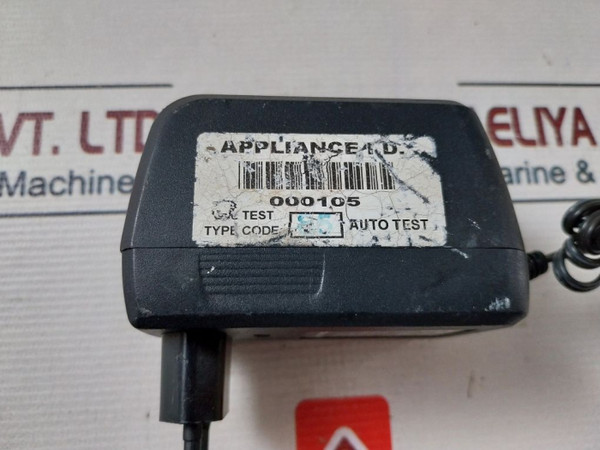 VT. LTD
ELIYA
Machine
arine &
APPLIANCE I.D.
000105
TEST
TYPE CODE
AUTO TEST